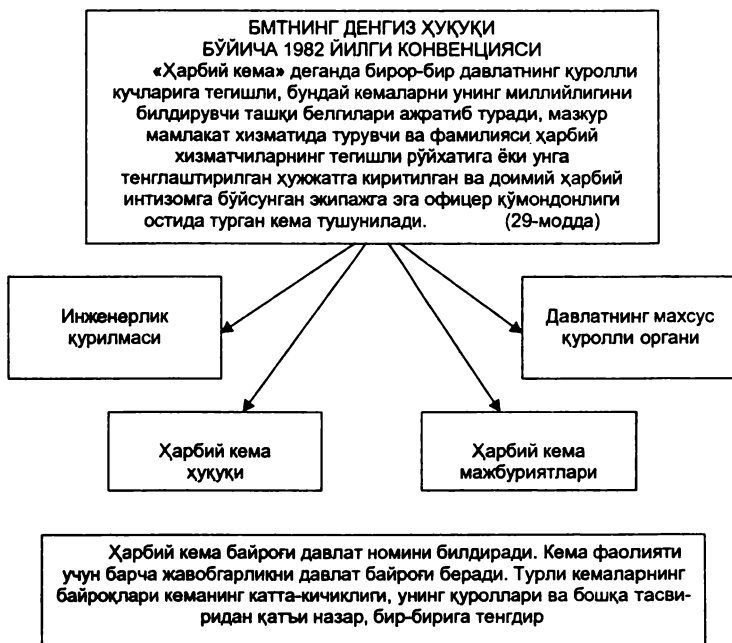 БМТНИНГ ДЕНГИЗ ҲУҚУҚИ
БЎЙИЧА 1982 ЙИЛГИ КОНВЕНЦИЯСИ
«Ҳарбий кема» деганда бирор-бир давлатнинг қуролли
кучларига тегишли, бундай кемаларни унинг миллийлигини
билдирувчи ташқи белгилари ажратиб туради, мазкур
мамлакат хизматида турувчи ва фамилияси ҳарбий
хизматчиларнинг тегишли рўйхатига ёки унга
тенглаштирилган ҳужжатга киритилган ва доимий ҳарбий
интизомга бўйсунган экипажга эга офицер қўмондонлиги
остида турган кема тушунилади. (29-модда)
Инженерлик
қурилмаси
Давлатнинг махсус
қуролли органи
Ҳарбий кема
ҳуқуқи
Ҳарбий кема
мажбуриятлари
Ҳарбий кема байроғи давлат номини билдиради. Кема фаолияти
учун барча жавобгарликни давлат байроғи беради. Турли кемаларнинг
байроқлари кеманинг катта-кичиклиги, унинг қуроллари ва бошқа тасви-
ридан қатъи назар, бир-бирига тенгдир